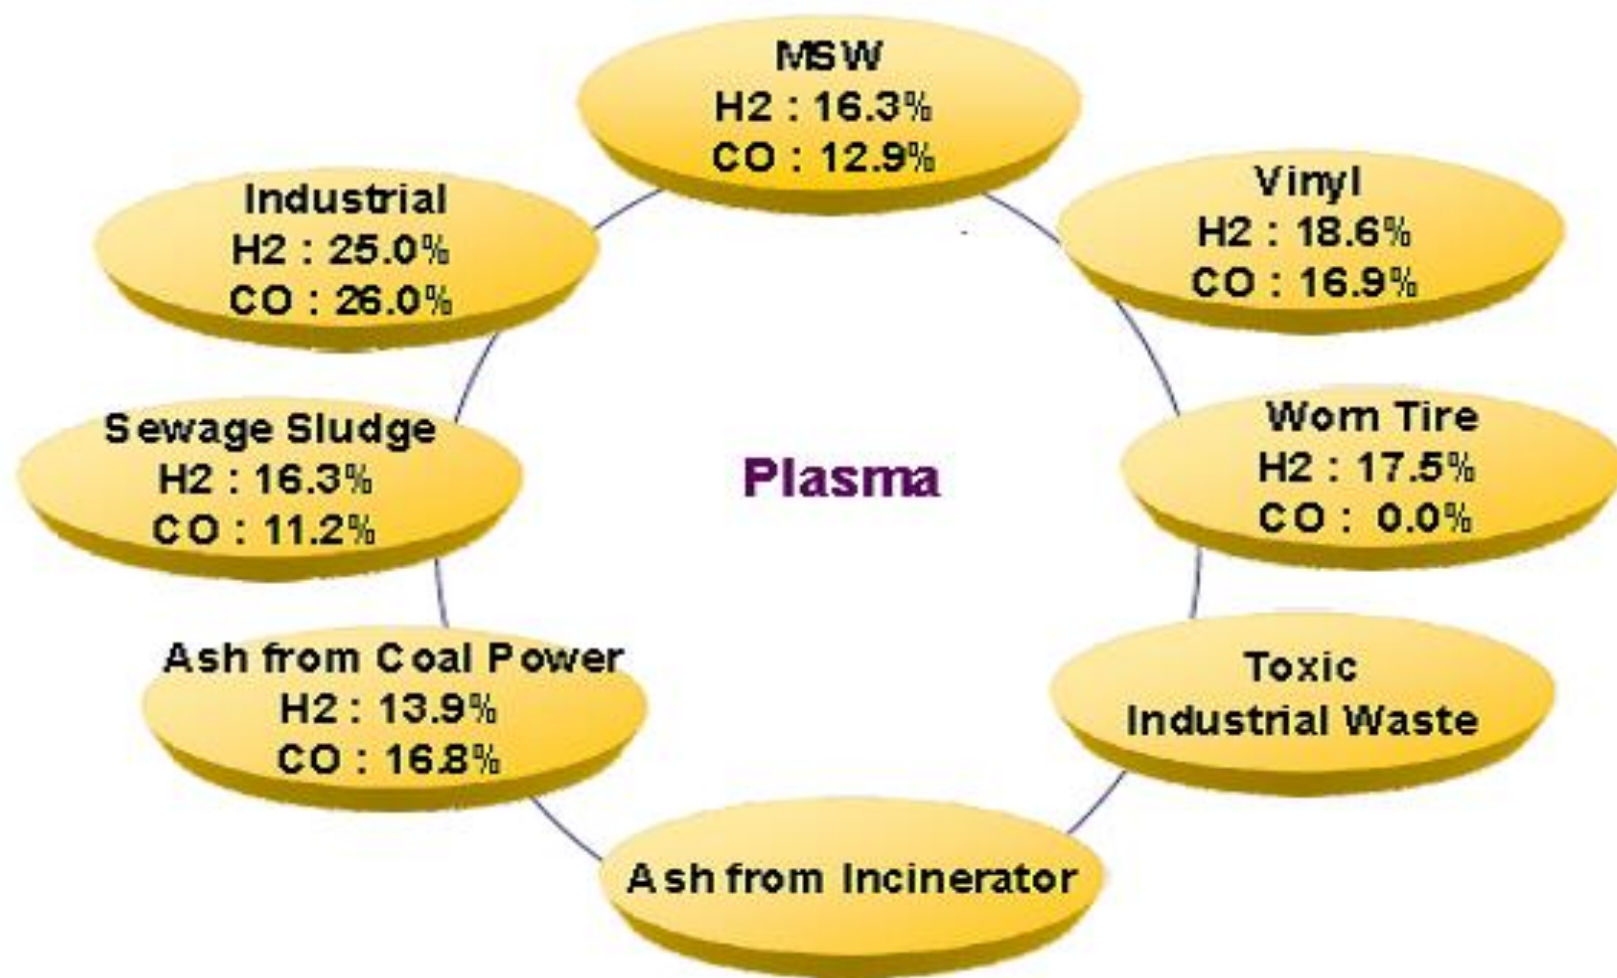 MSW
H2 : 16.3%
CO : 12.9%
Vinyl
H2 : 18.6%
CO : 16.9%
Worn Tire
H2 : 17.5%
CO : 0.0%
Toxic
Industrial Waste
Ash from Incinerator
Ash from Coal Power
H2 : 13.9%
CO : 16.8%
Sewage Sludge
H2 : 16.3%
CO : 11.2%
Industrial
H2 : 25.0%
CO : 26.0%
Plasma